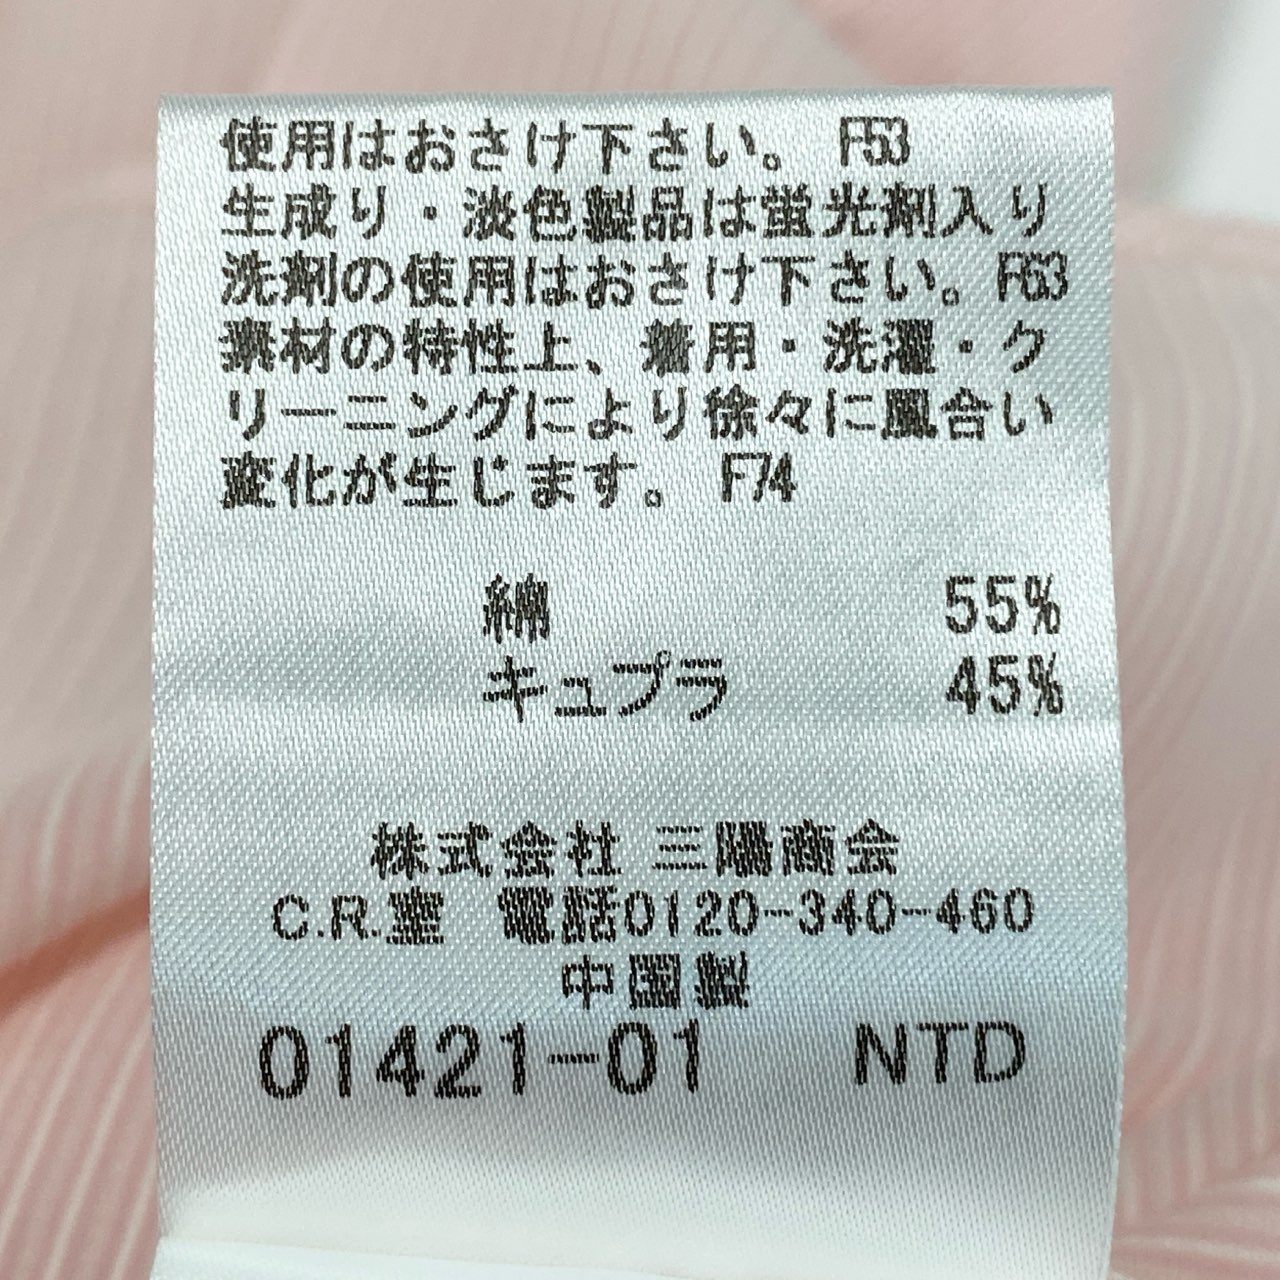 使用はおさけ下さい。 F53
生成り・淡色製品は蛍光剤入り
洗剤の使用はおさけ下さい。F63
素材の特性上、着用・洗濯・ク
リーニングにより徐々に風合い
変化が生じます。 F74
綿 55%
キュプラ 45%
株式会社 三陽商会
C.R.室 電話0120-340-460
中国製
01421-01 NTD